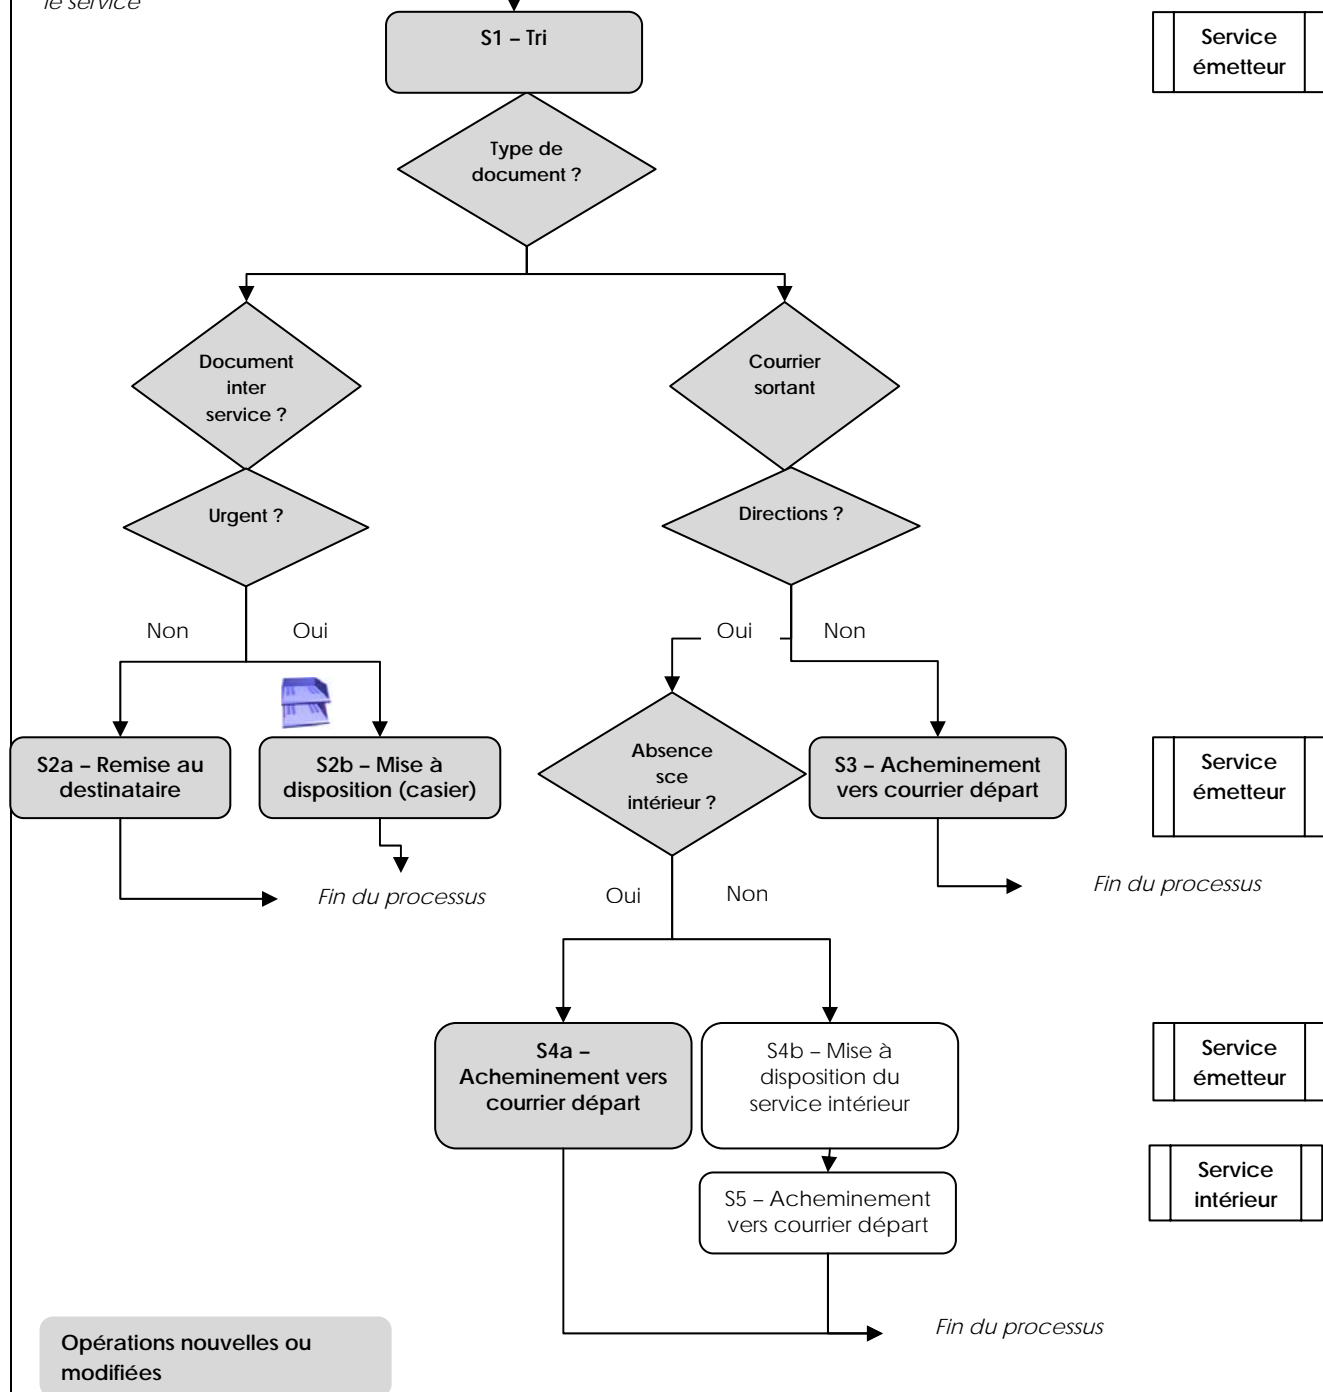 le service
S1 – Tri
Service
émetteur
Type de
document ?
Document
inter
service ?
Courrier
sortant
Urgent ?
Directions ?
Non
Oui
Oui
Non
S2a – Remise au
destinataire
S2b – Mise à
disposition (casier)
Absence
sce
intérieur ?
S3 – Acheminement
vers courrier départ
Service
émetteur
Fin du processus
Oui
Non
Fin du processus
S4a –
Acheminement vers
courrier départ
S4b – Mise à
disposition du
service intérieur
Service
émetteur
S5 – Acheminement
vers courrier départ
Service
intérieur
Fin du processus
Opérations nouvelles ou
modifiées